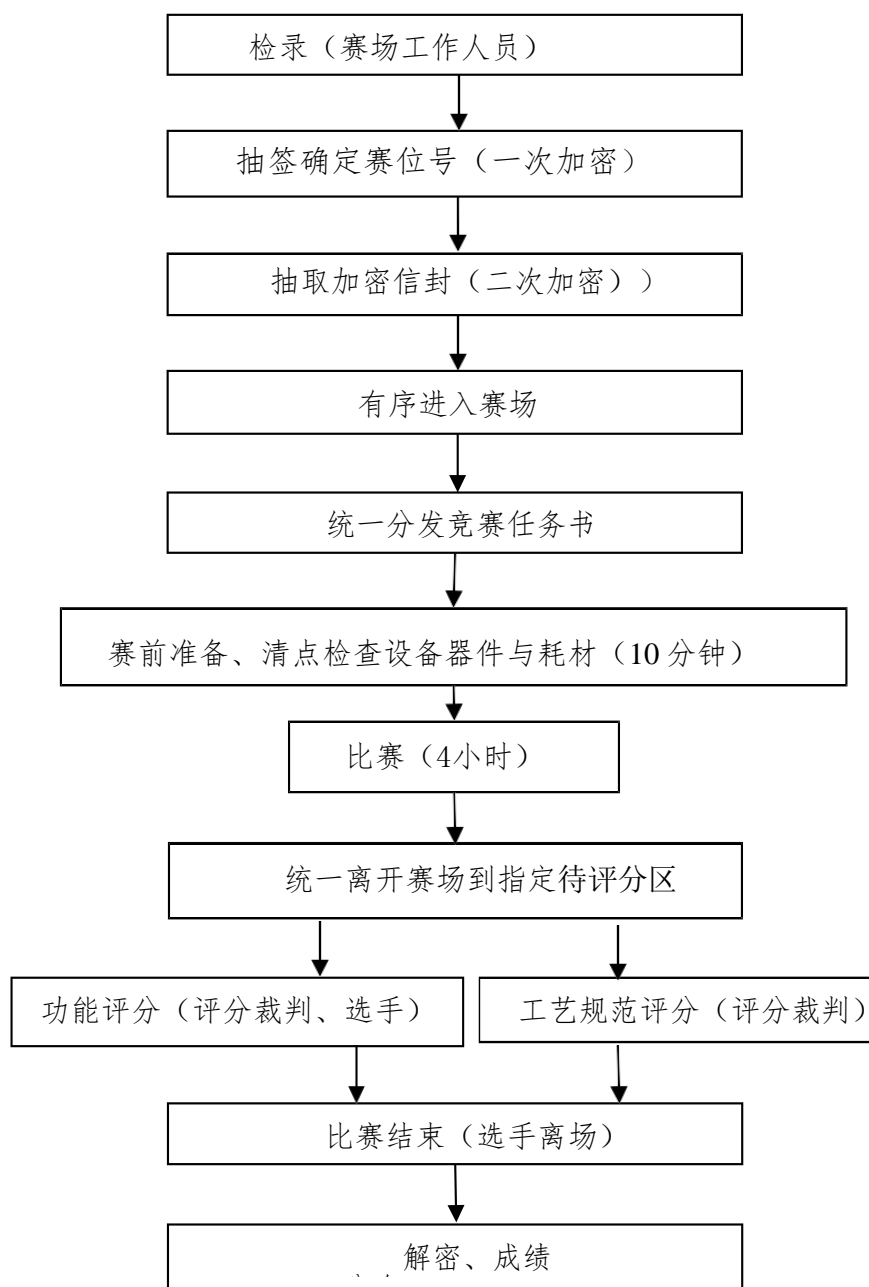 检录（赛场工作人员）
抽签确定赛位号（一次加密）
抽取加密信封（二次加密））
有序进入赛场
统一分发竞赛任务书
赛前准备、清点检查设备器件与耗材（10分钟）
比赛（4小时）
统一离开赛场到指定待评分区
功能评分（评分裁判、选手）
工艺规范评分（评分裁判）
比赛结束（选手离场）
解密、成绩